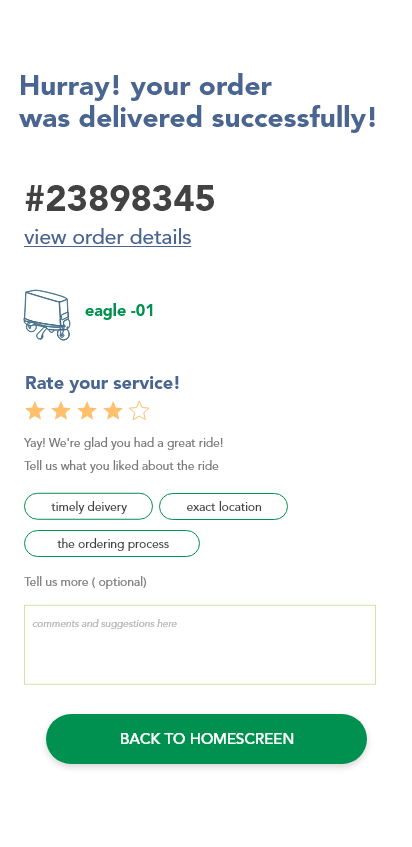 Hurray! your order
was delivered successfully!
#23898345
view order details
eagle -01
Rate your service!
Yay! We're glad you had a great ride!
Tell us what you liked about the ride
timely deivery
exact location
the ordering process
Tell us more ( optional)
comments and suggestions here
BACK TO HOMESCREEN